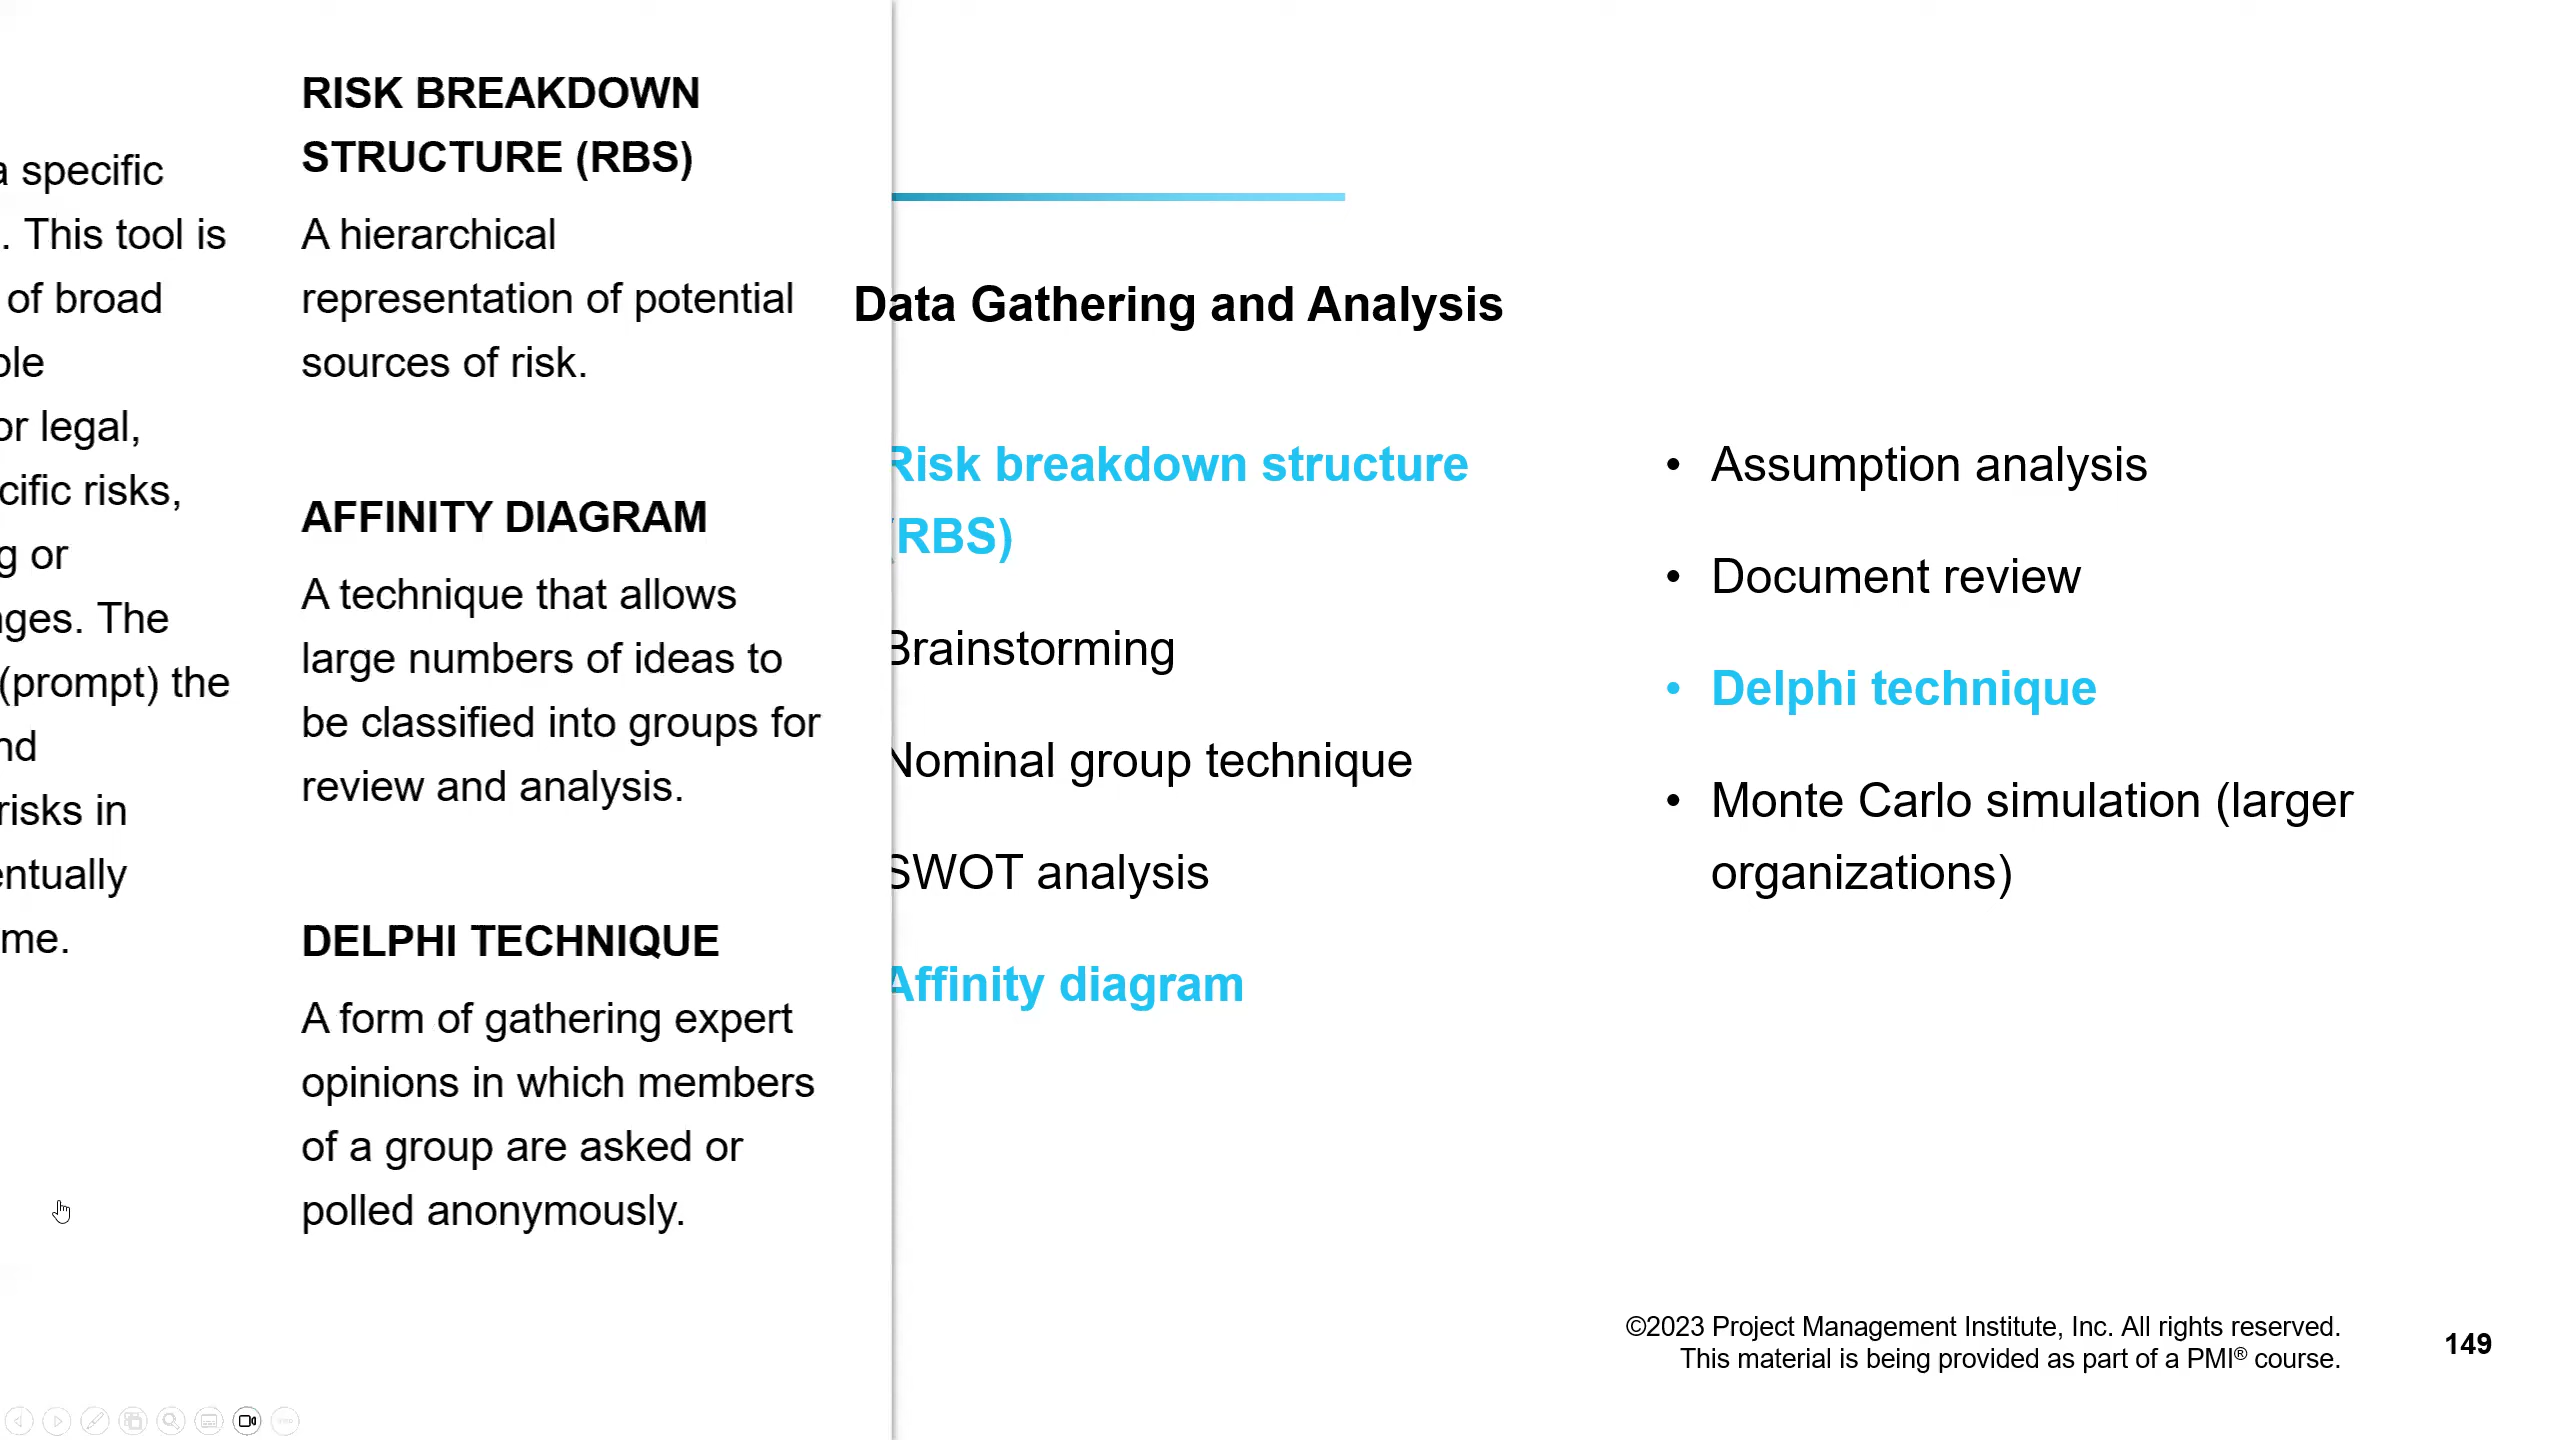 a specific
. This tool is
of broad
ble
or legal,
cific risks,
g or
nges. The
(prompt) the
nd
risks in
entually
me.
RISK BREAKDOWN
STRUCTURE (RBS)
A hierarchical
representation of potential
sources of risk.
AFFINITY DIAGRAM
A technique that allows
large numbers of ideas to
be classified into groups for
review and analysis.
DELPHI TECHNIQUE
A form of gathering expert
opinions in which members
of a group are asked or
polled anonymously.
Data Gathering and Analysis
Risk breakdown structure
(RBS)
Brainstorming
Nominal group technique
SWOT analysis
Affinity diagram
• Assumption analysis
• Document review
• Delphi technique
• Monte Carlo simulation (larger
organizations)
©2023 Project Management Institute, Inc. All rights reserved.
This material is being provided as part of a PMI® course.
149